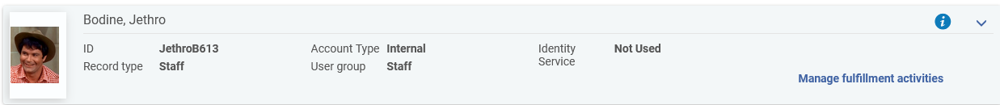 Bodine, Jethro
ID JethroB613 Account Type Internal Identity Service Not Used
Record type Staff User group Staff
Manage fulfillment activities